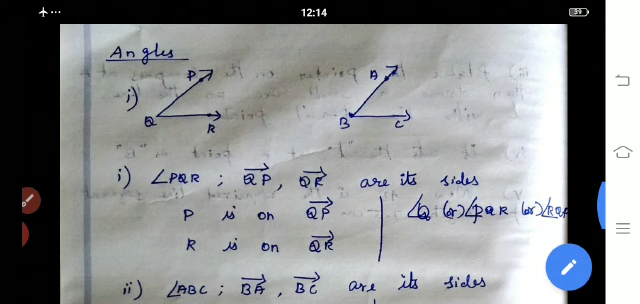 12:14
39
Angles
i) P Q R A B C
i) ∠PQR ; QP→, QR→ are its sides
P is on QP→ ∠Q (or) ∠PQR (or) ∠RQP
R is on QR→
ii) ∠ABC ; BA→, BC→ are its sides